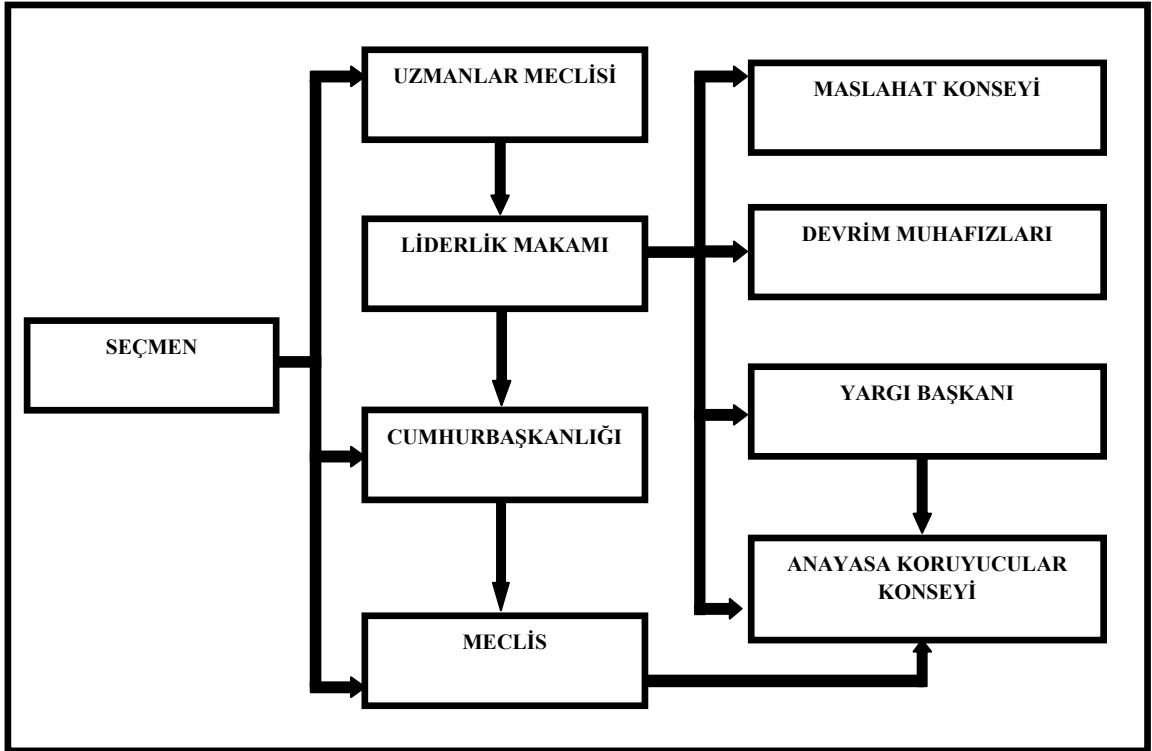 UZMANLAR MECLİSİ
MASLAHAT KONSEYİ
LİDERLİK MAKAMI
DEVRİM MUHAFIZLARI
SEÇMEN
YARGI BAŞKANI
CUMHURBAŞKANLIĞI
ANAYASA KORUYUCULAR
KONSEYİ
MECLİS